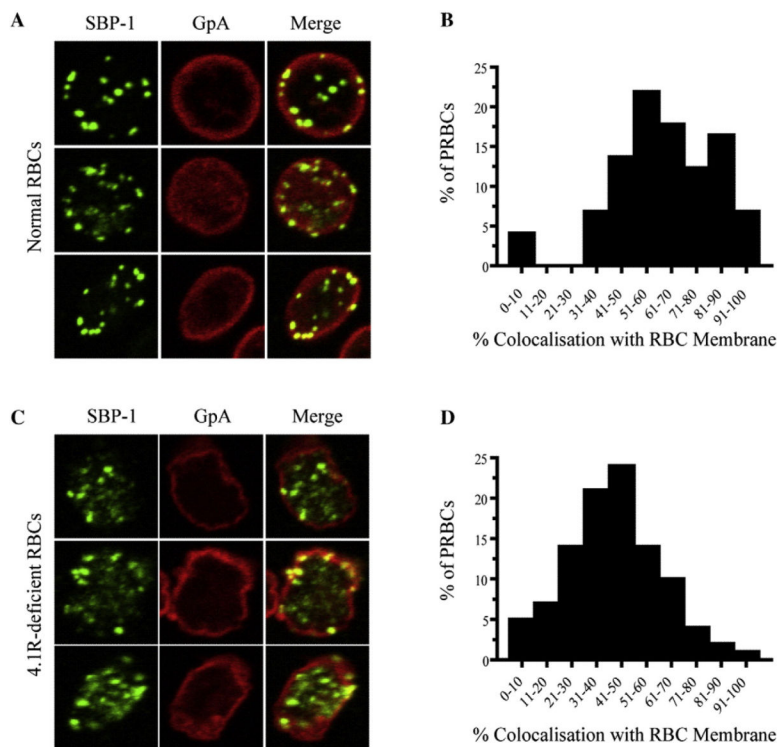 A
SBP-1 GpA Merge
Normal RBCs
B
% of PRBCs
25
20
15
10
5
0
0-10 11-20 21-30 31-40 41-50 51-60 61-70 71-80 81-90 91-100
% Colocalisation with RBC Membrane
C
SBP-1 GpA Merge
4.1R-deficient RBCs
D
% of PRBCs
25
20
15
10
5
0
0-10 11-20 21-30 31-40 41-50 51-60 61-70 71-80 81-90 91-100
% Colocalisation with RBC Membrane